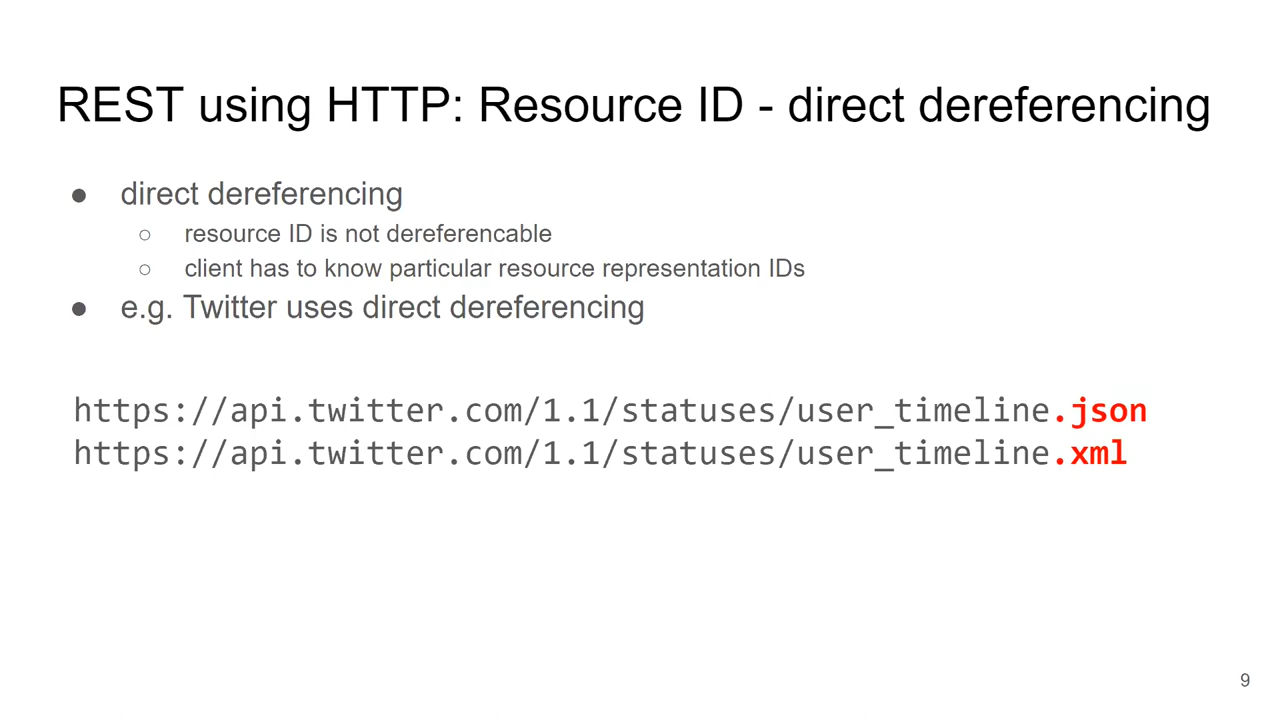 REST using HTTP: Resource ID - direct dereferencing
● direct dereferencing
○ resource ID is not dereferencable
○ client has to know particular resource representation IDs
● e.g. Twitter uses direct dereferencing
https://api.twitter.com/1.1/statuses/user_timeline.json
https://api.twitter.com/1.1/statuses/user_timeline.xml
9